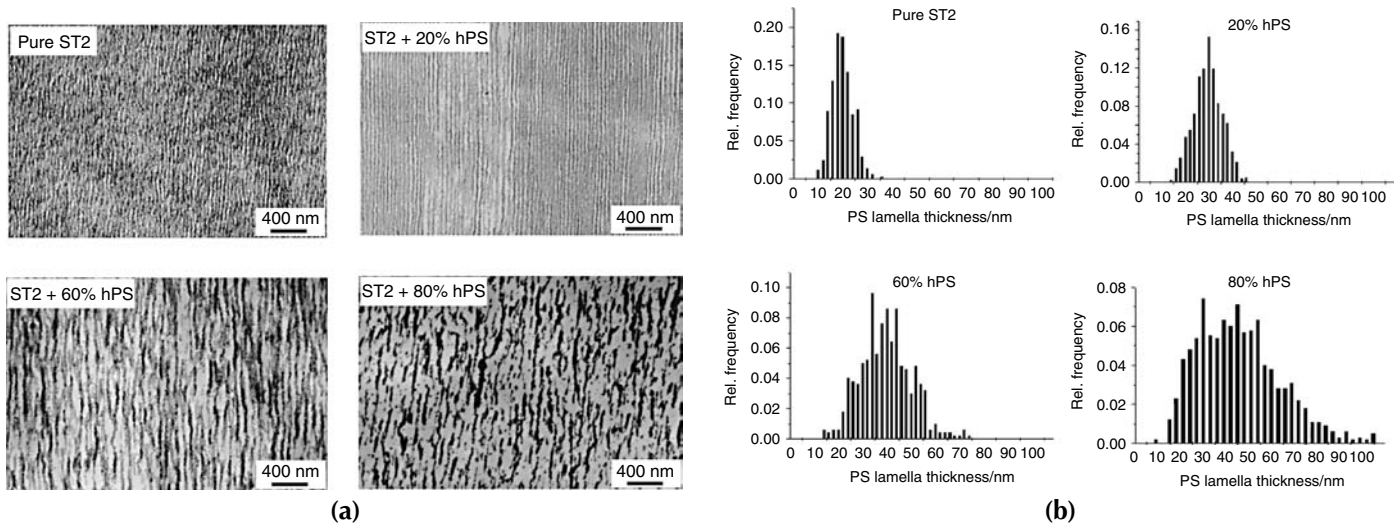 Pure ST2
400 nm
ST2 + 20% hPS
400 nm
ST2 + 60% hPS
400 nm
ST2 + 80% hPS
400 nm
(a)
Pure ST2
Rel. frequency
0.20
0.15
0.10
0.05
0.00
0 10 20 30 40 50 60 70 80 90 100
PS lamella thickness/nm
20% hPS
Rel. frequency
0.16
0.12
0.08
0.04
0.00
0 10 20 30 40 50 60 70 80 90 100
PS lamella thickness/nm
60% hPS
Rel. frequency
0.10
0.08
0.06
0.04
0.02
0.00
0 10 20 30 40 50 60 70 80 90 100
PS lamella thickness/nm
80% hPS
Rel. frequency
0.08
0.06
0.04
0.02
0.00
0 10 20 30 40 50 60 70 80 90 100
PS lamella thickness/nm
(b)